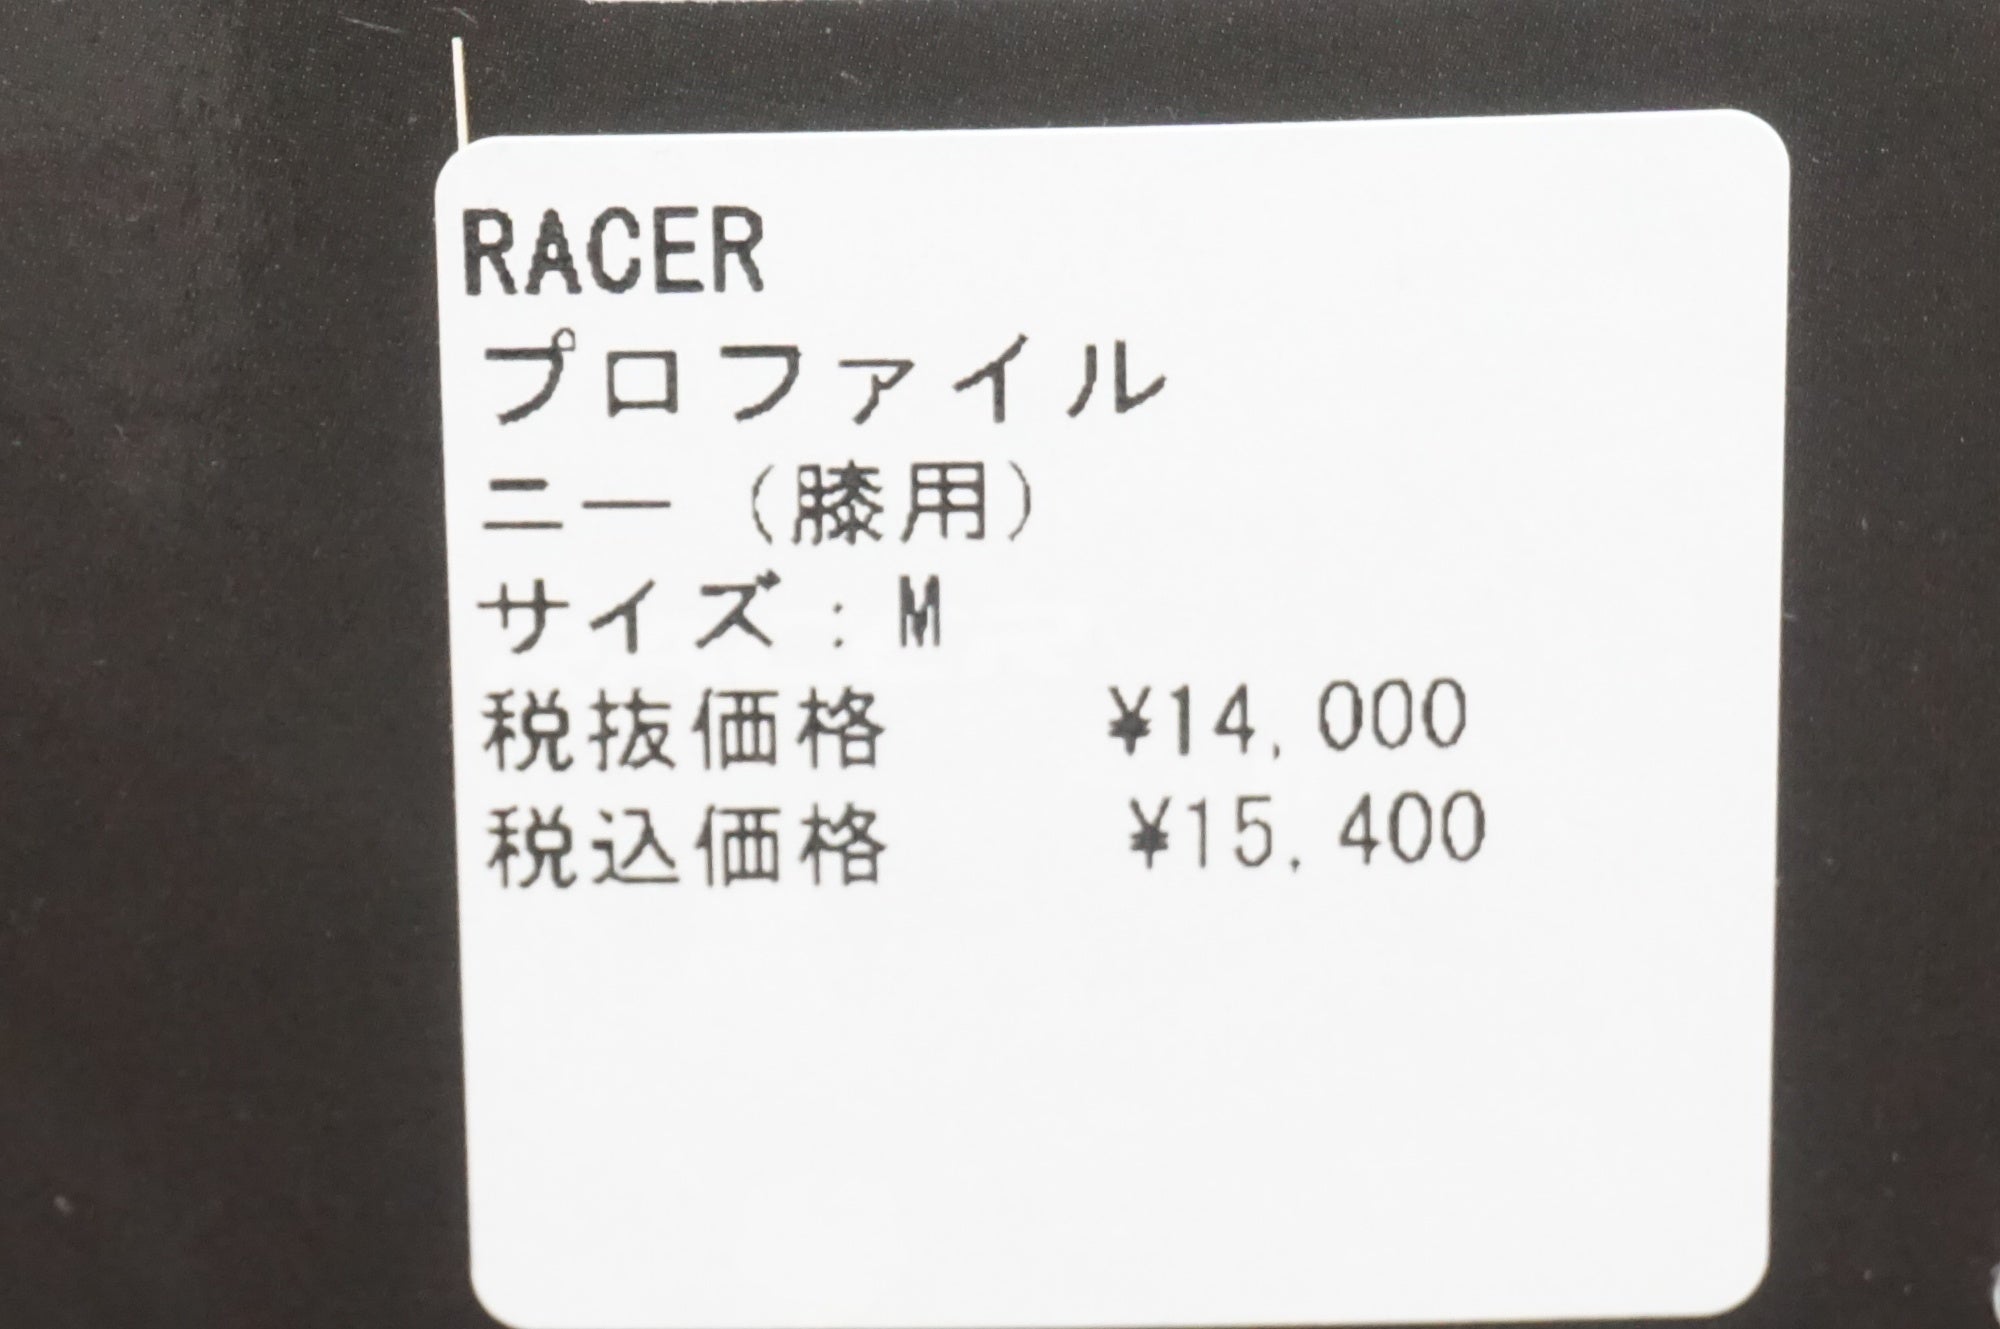 RACER
プロファイル
ニー（膝用）
サイズ：M
税抜価格 ¥14,000
税込価格 ¥15,400